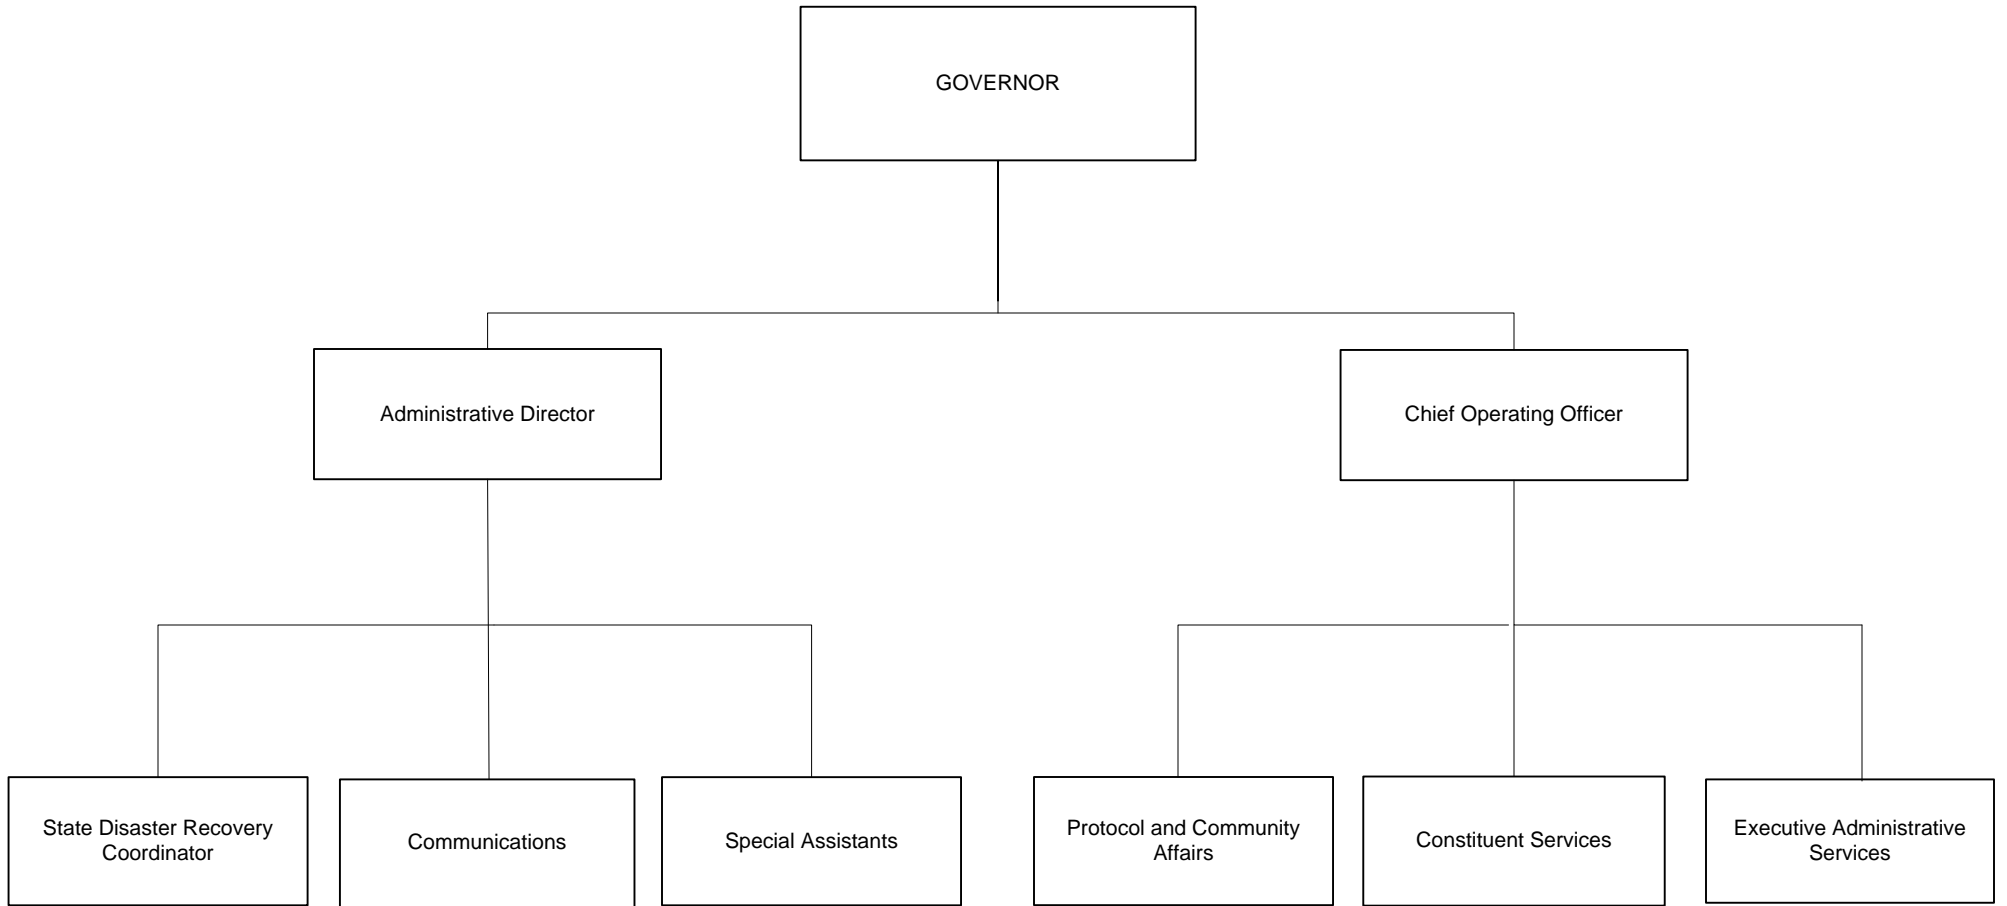 GOVERNOR
Administrative Director
Chief Operating Officer
State Disaster Recovery
Coordinator
Communications
Special Assistants
Protocol and Community
Affairs
Constituent Services
Executive Administrative
Services